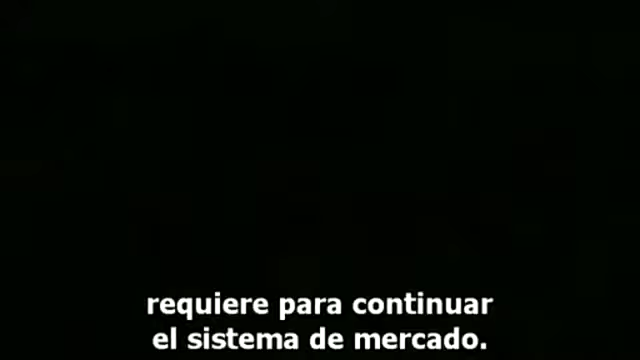 requiere para continuar
el sistema de mercado.